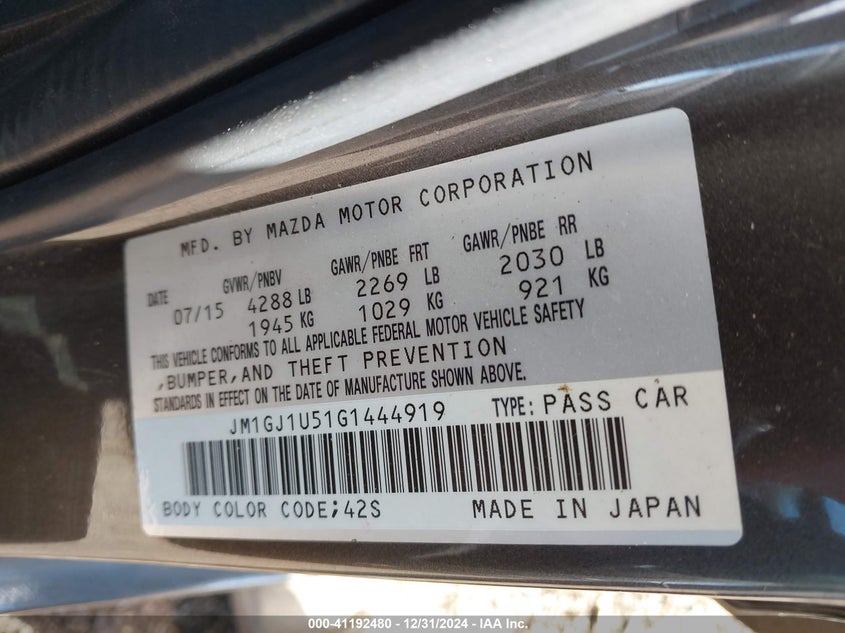 MFD. BY MAZDA MOTOR CORPORATION
DATE GVWR/PNBV GAWR/PNBE FRT GAWR/PNBE RR
07/15 4288 LB 2269 LB 2030 LB
1945 KG 1029 KG 921 KG
THIS VEHICLE CONFORMS TO ALL APPLICABLE FEDERAL MOTOR VEHICLE SAFETY
,BUMPER,AND THEFT PREVENTION
STANDARDS IN EFFECT ON THE DATE OF MANUFACTURE SHOWN ABOVE.
JM1GJ1U51G1444919 TYPE: PASS CAR
BODY COLOR CODE;42S MADE IN JAPAN
000-41192480 - 12/31/2024 - IAA Inc.